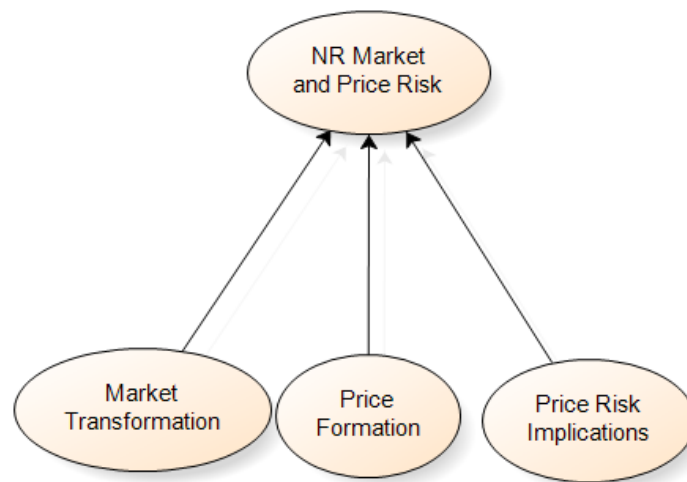 NR Market
and Price Risk
Market
Transformation
Price
Formation
Price Risk
Implications